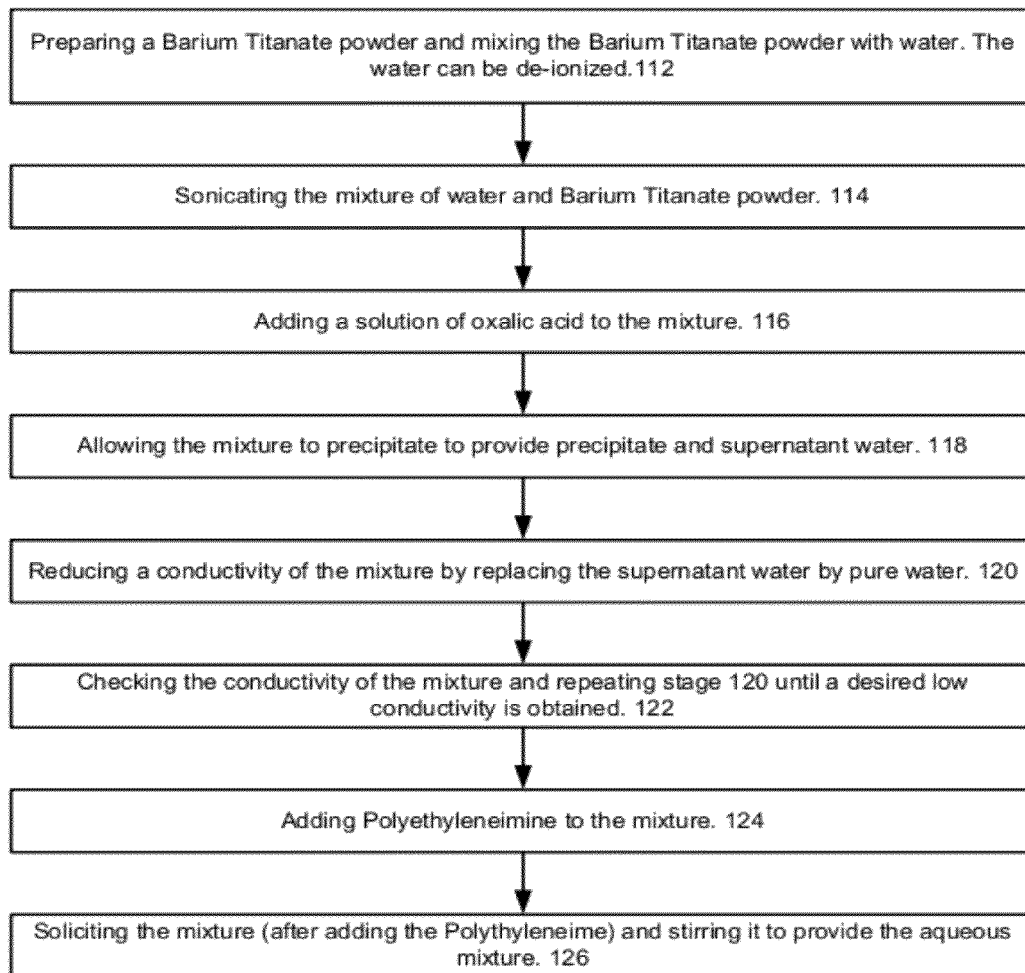 Preparing a Barium Titanate powder and mixing the Barium Titanate powder with water. The
water can be de-ionized.112
Sonicating the mixture of water and Barium Titanate powder. 114
Adding a solution of oxalic acid to the mixture. 116
Allowing the mixture to precipitate to provide precipitate and supernatant water. 118
Reducing a conductivity of the mixture by replacing the supernatant water by pure water. 120
Checking the conductivity of the mixture and repeating stage 120 until a desired low
conductivity is obtained. 122
Adding Polyethyleneimine to the mixture. 124
Soliciting the mixture (after adding the Polythyleneime) and stirring it to provide the aqueous
mixture. 126